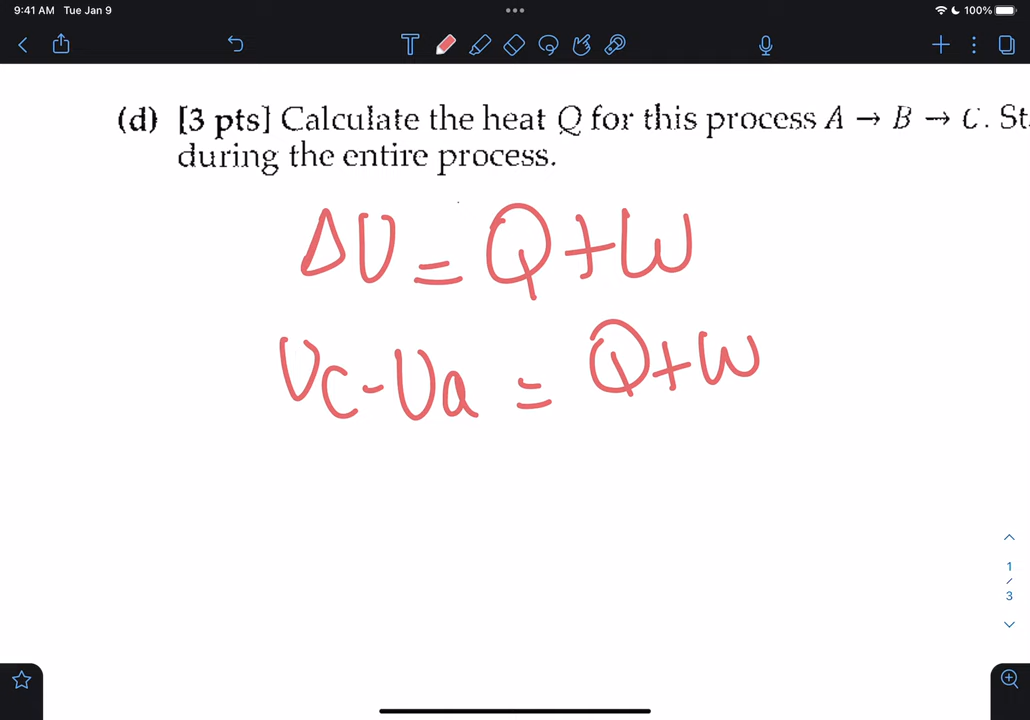 9:41 AM Tue Jan 9
100%
(d) [3 pts] Calculate the heat Q for this process A → B → C. St
during the entire process.
ΔU = Q+W
Uc-Ua = Q+W
1
/
3